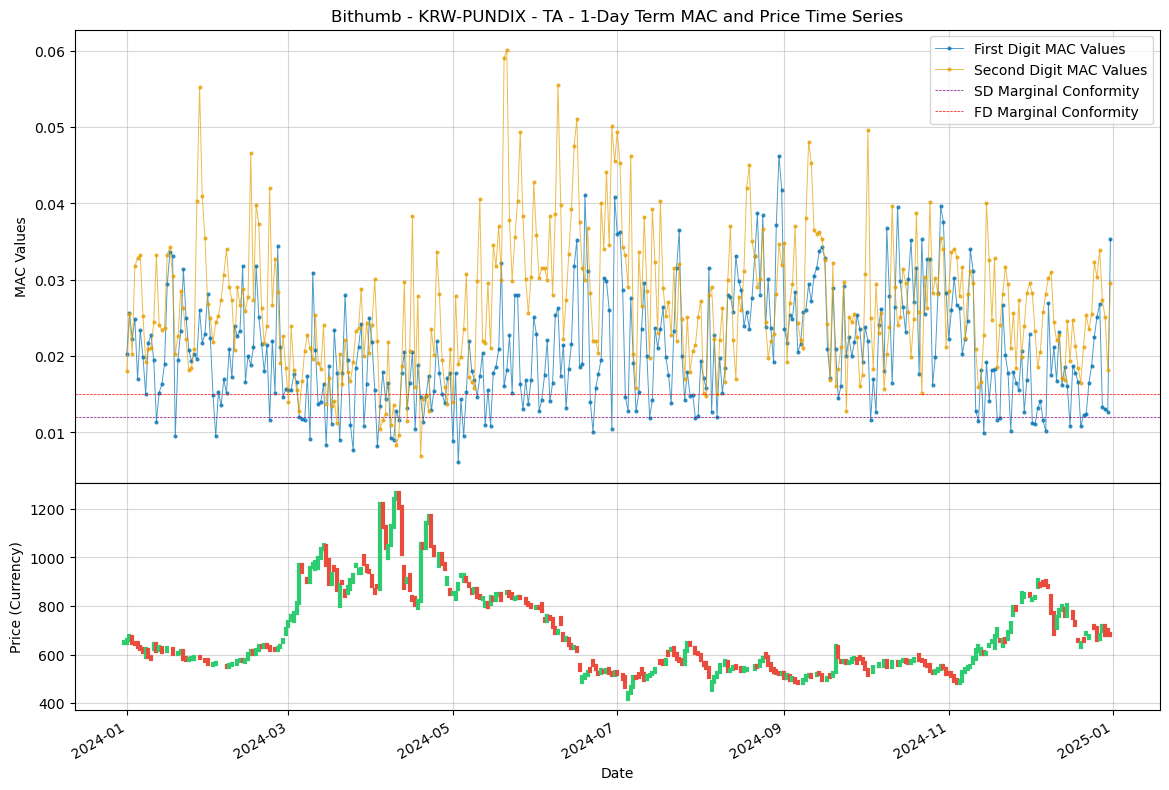 Bithumb - KRW-PUNDIX - TA - 1-Day Term MAC and Price Time Series
First Digit MAC Values
Second Digit MAC Values
SD Marginal Conformity
FD Marginal Conformity
MAC Values
0.06
0.05
0.04
0.03
0.02
0.01
Price (Currency)
1200
1000
800
600
400
2024-01
2024-03
2024-05
2024-07
2024-09
2024-11
2025-01
Date